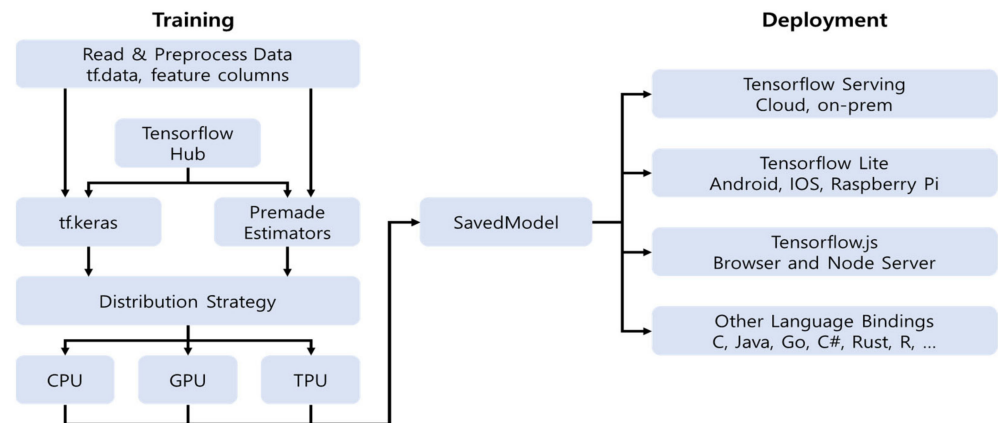 Training
Read & Preprocess Data
tf.data, feature columns
Tensorflow
Hub
tf.keras
Premade
Estimators
Distribution Strategy
CPU
GPU
TPU
SavedModel
Deployment
Tensorflow Serving
Cloud, on-prem
Tensorflow Lite
Android, IOS, Raspberry Pi
Tensorflow.js
Browser and Node Server
Other Language Bindings
C, Java, Go, C#, Rust, R, ...